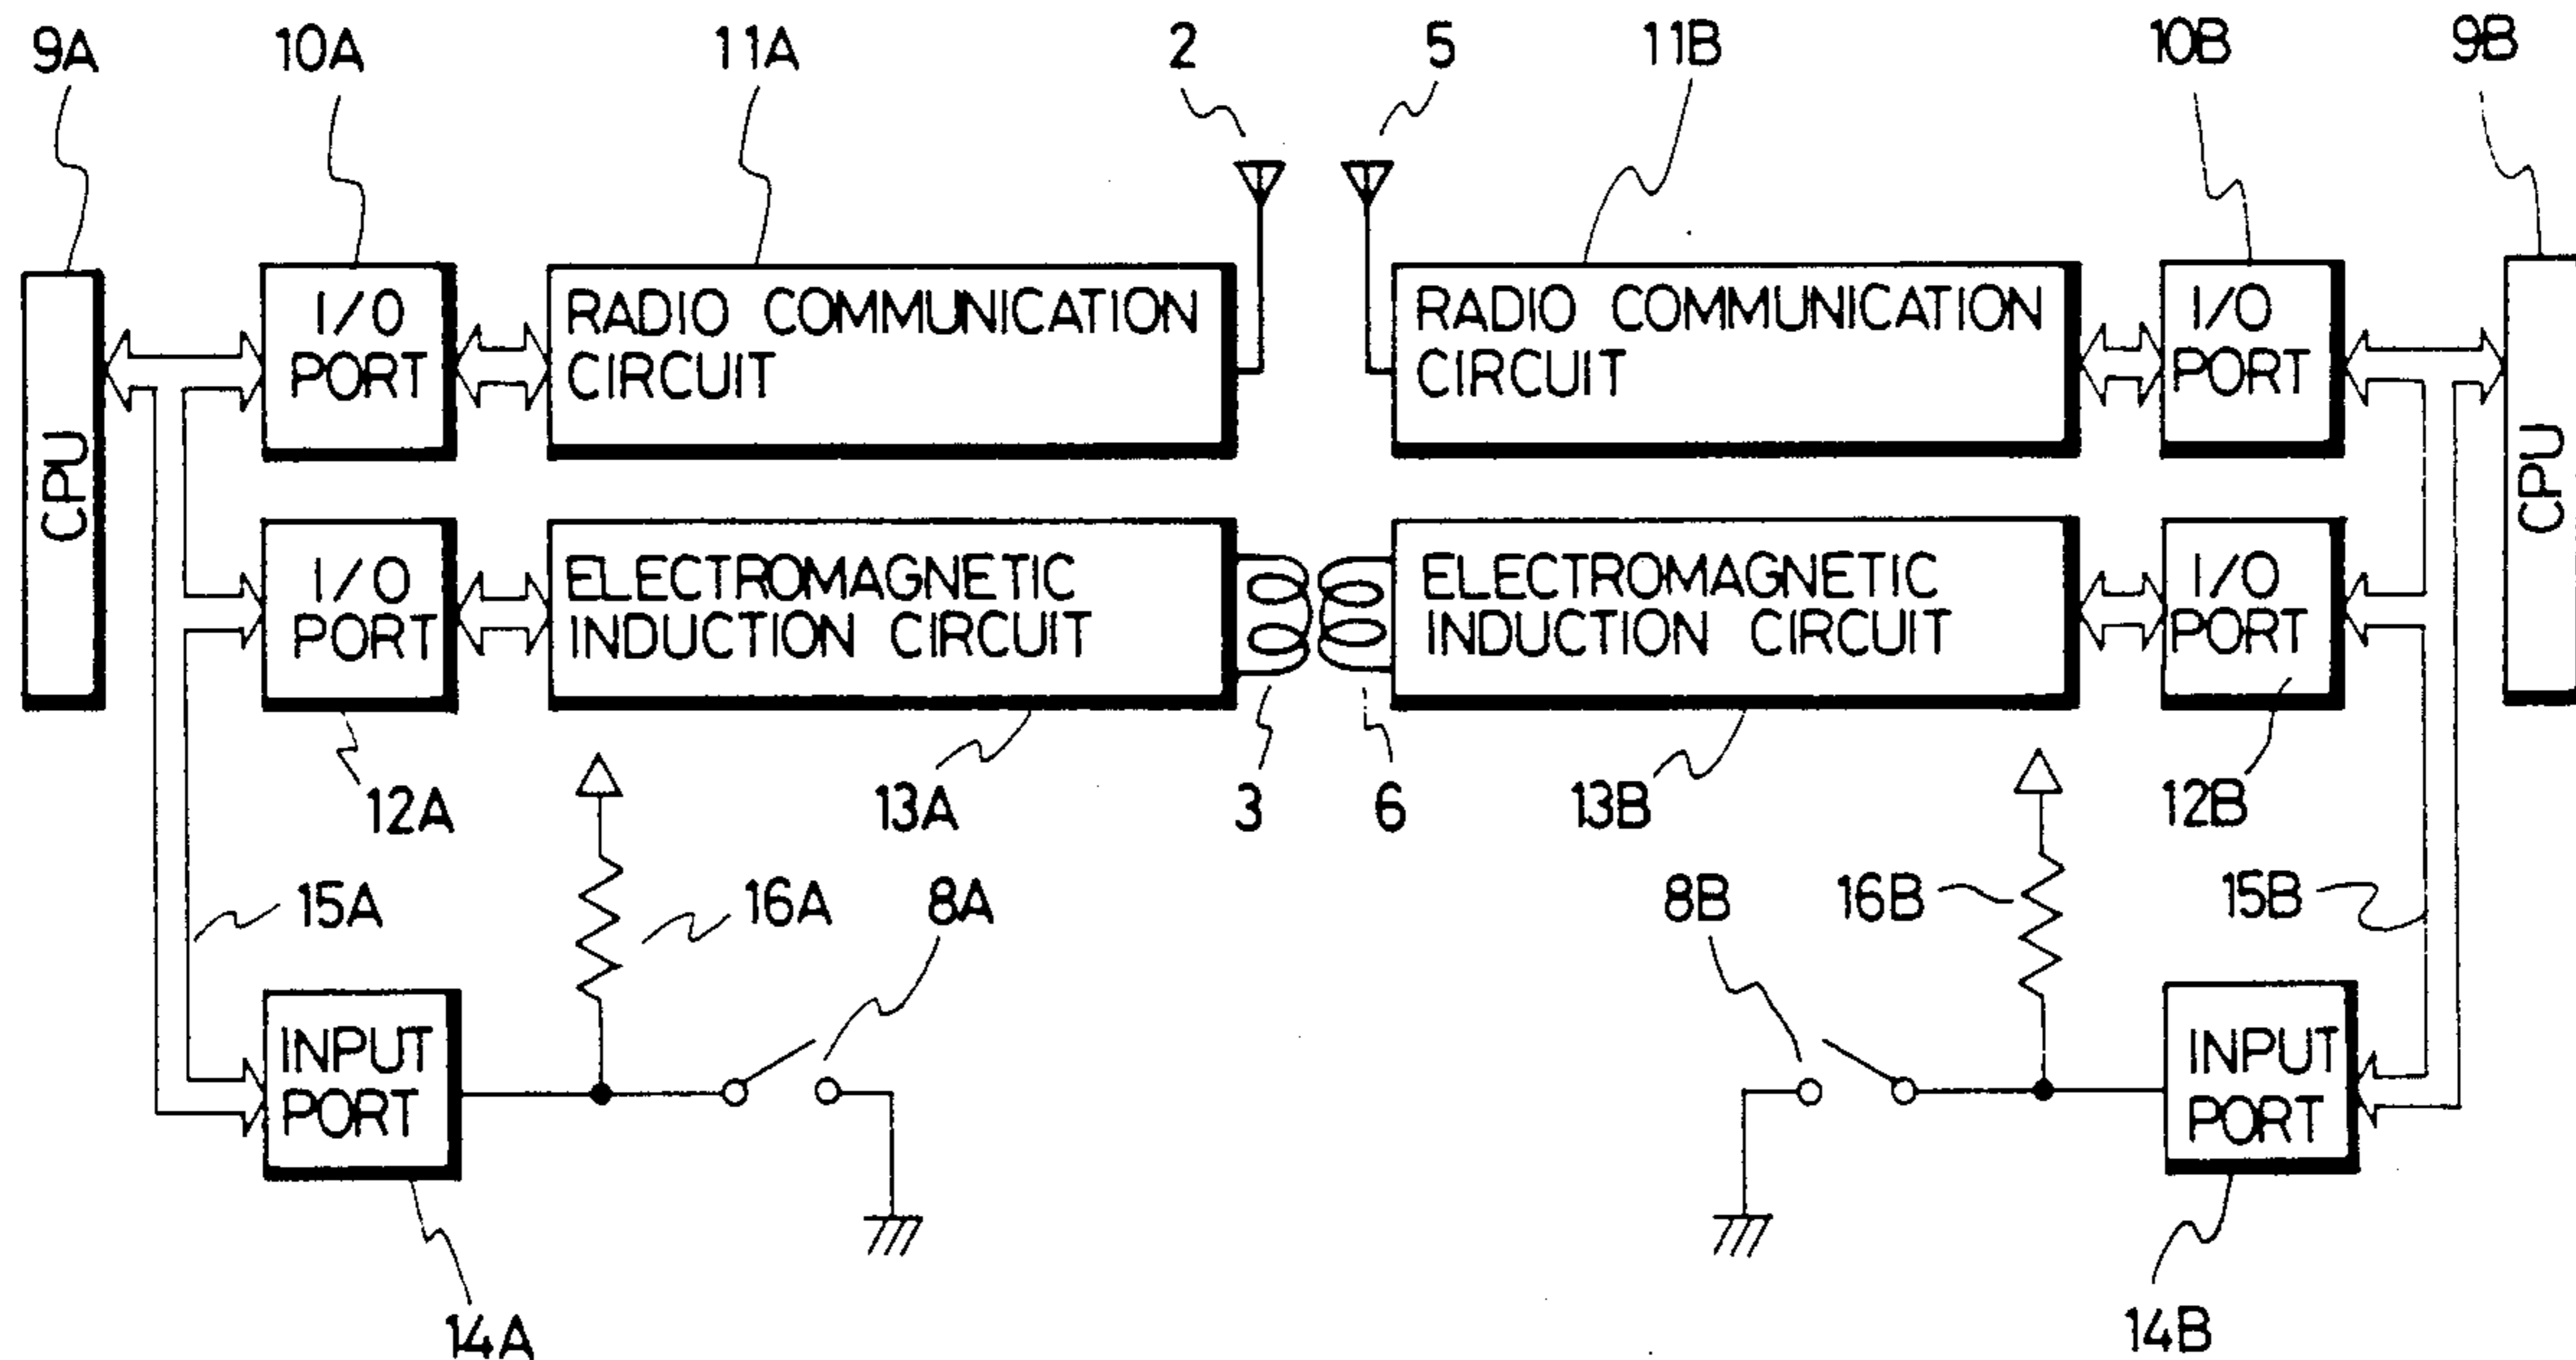 9A
10A
11A
2
5
11B
10B
9B
CPU
I/O
PORT
RADIO COMMUNICATION
CIRCUIT
RADIO COMMUNICATION
CIRCUIT
I/O
PORT
CPU
I/O
PORT
ELECTROMAGNETIC
INDUCTION CIRCUIT
ELECTROMAGNETIC
INDUCTION CIRCUIT
I/O
PORT
12A
13A
3
6
13B
12B
15A
16A
8A
8B
16B
15B
INPUT
PORT
INPUT
PORT
14A
14B